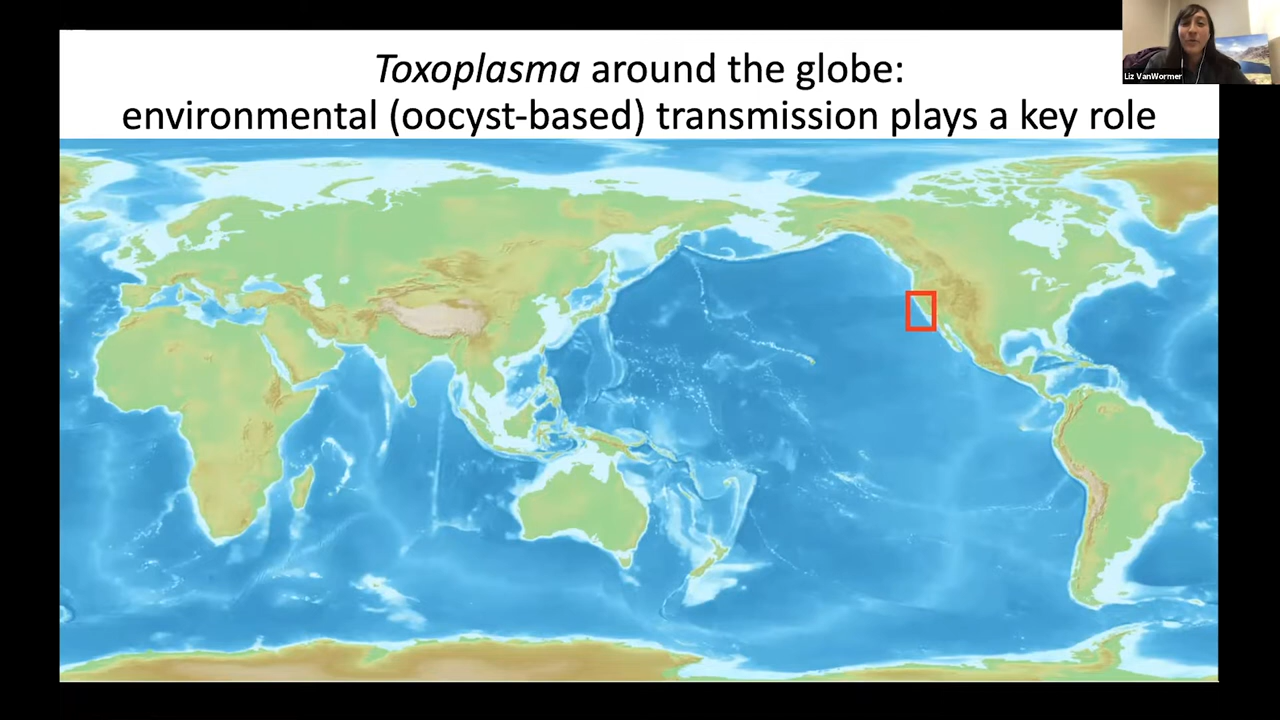 Toxoplasma around the globe:
environmental (oocyst-based) transmission plays a key role
Liz VanWormer